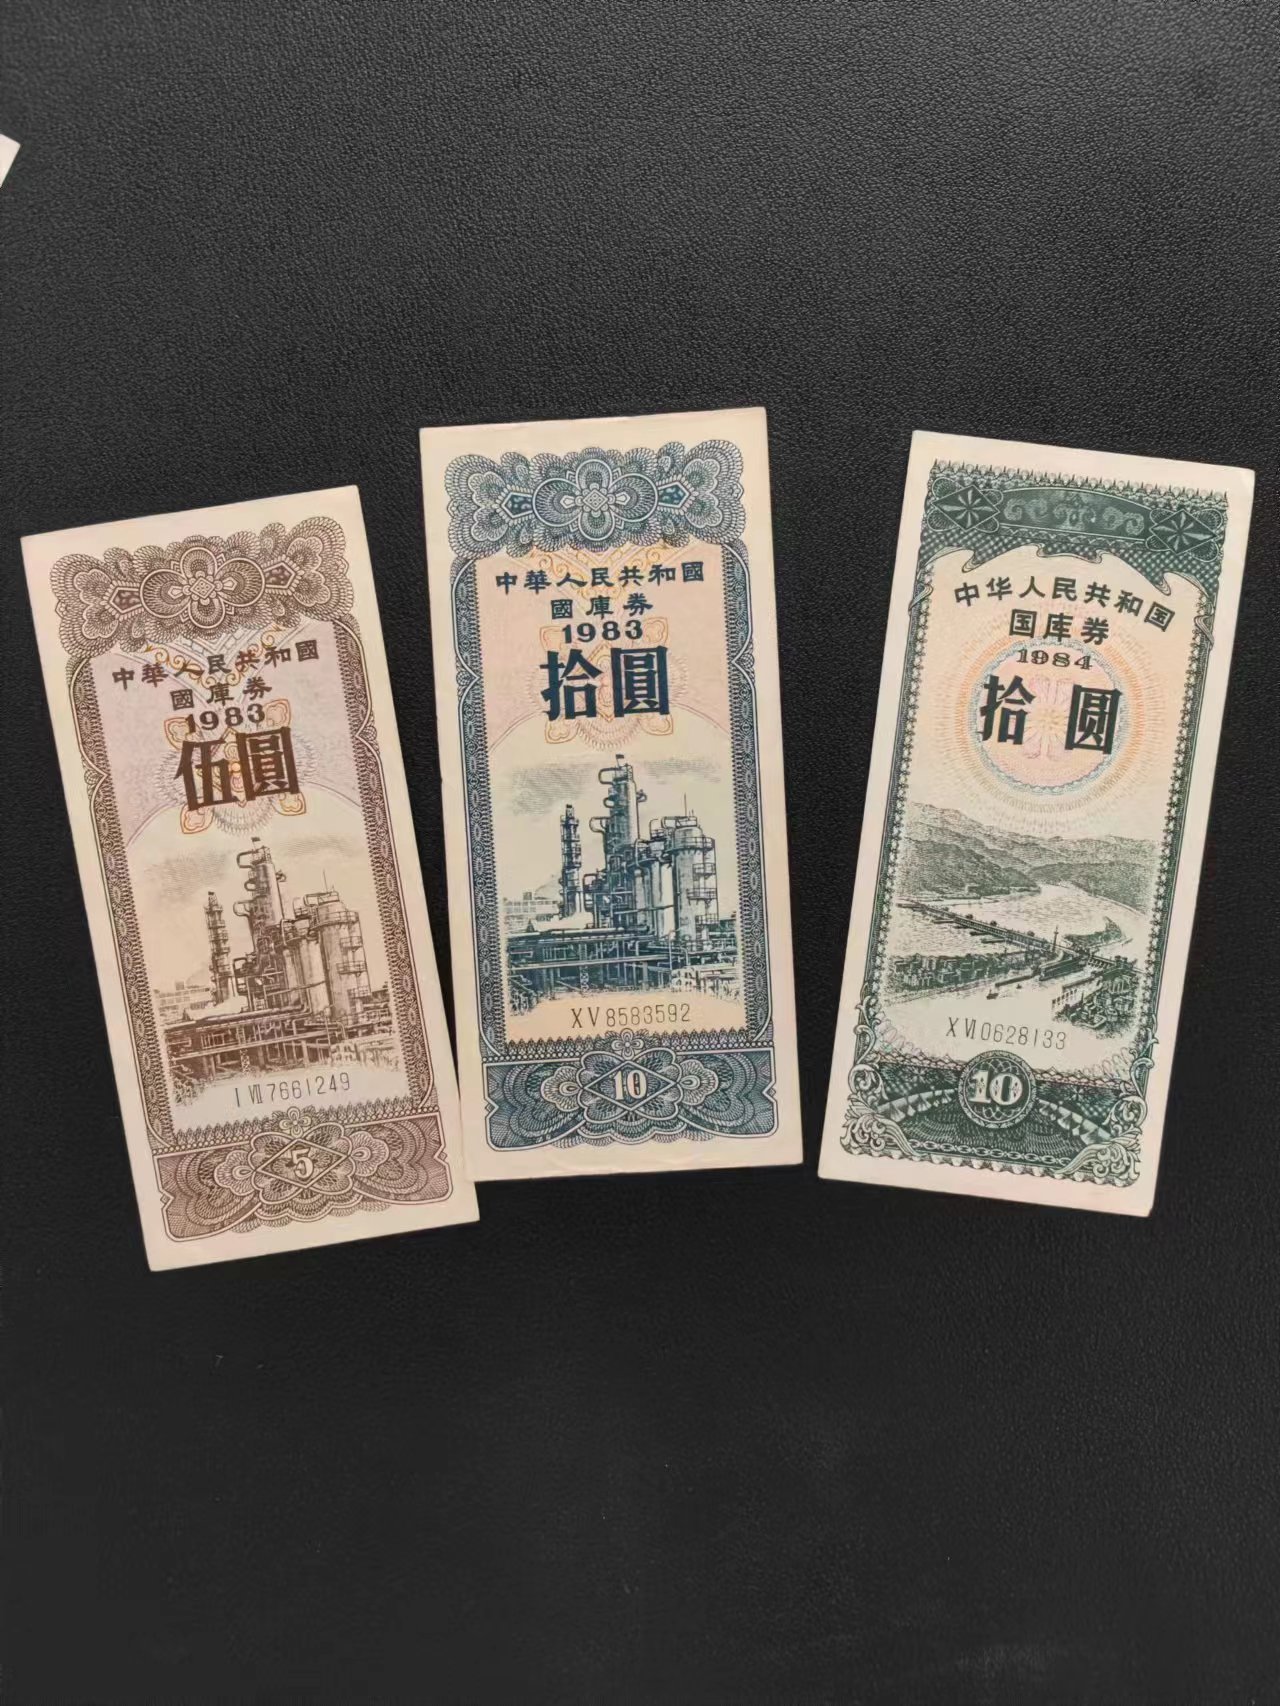 中華人民共和國
國庫券
1983
伍圓
IⅦ7661249
5
中華人民共和國
國庫券
1983
拾圓
XV8583592
10
中华人民共和国
国库券
1984
拾圆
XⅥ0628133
10